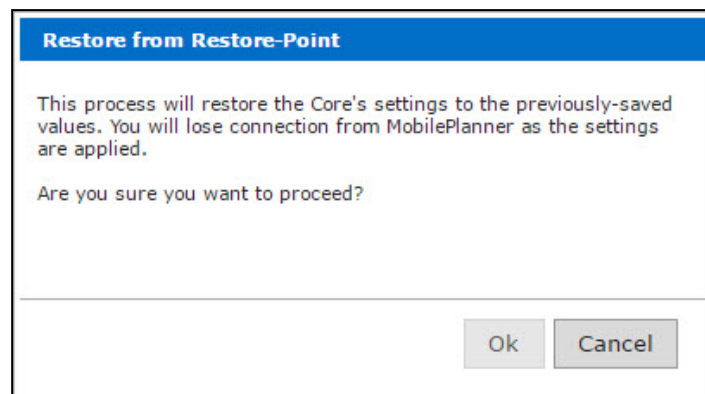 Restore from Restore-Point
This process will restore the Core's settings to the previously-saved
values. You will lose connection from MobilePlanner as the settings
are applied.
Are you sure you want to proceed?
Ok
Cancel